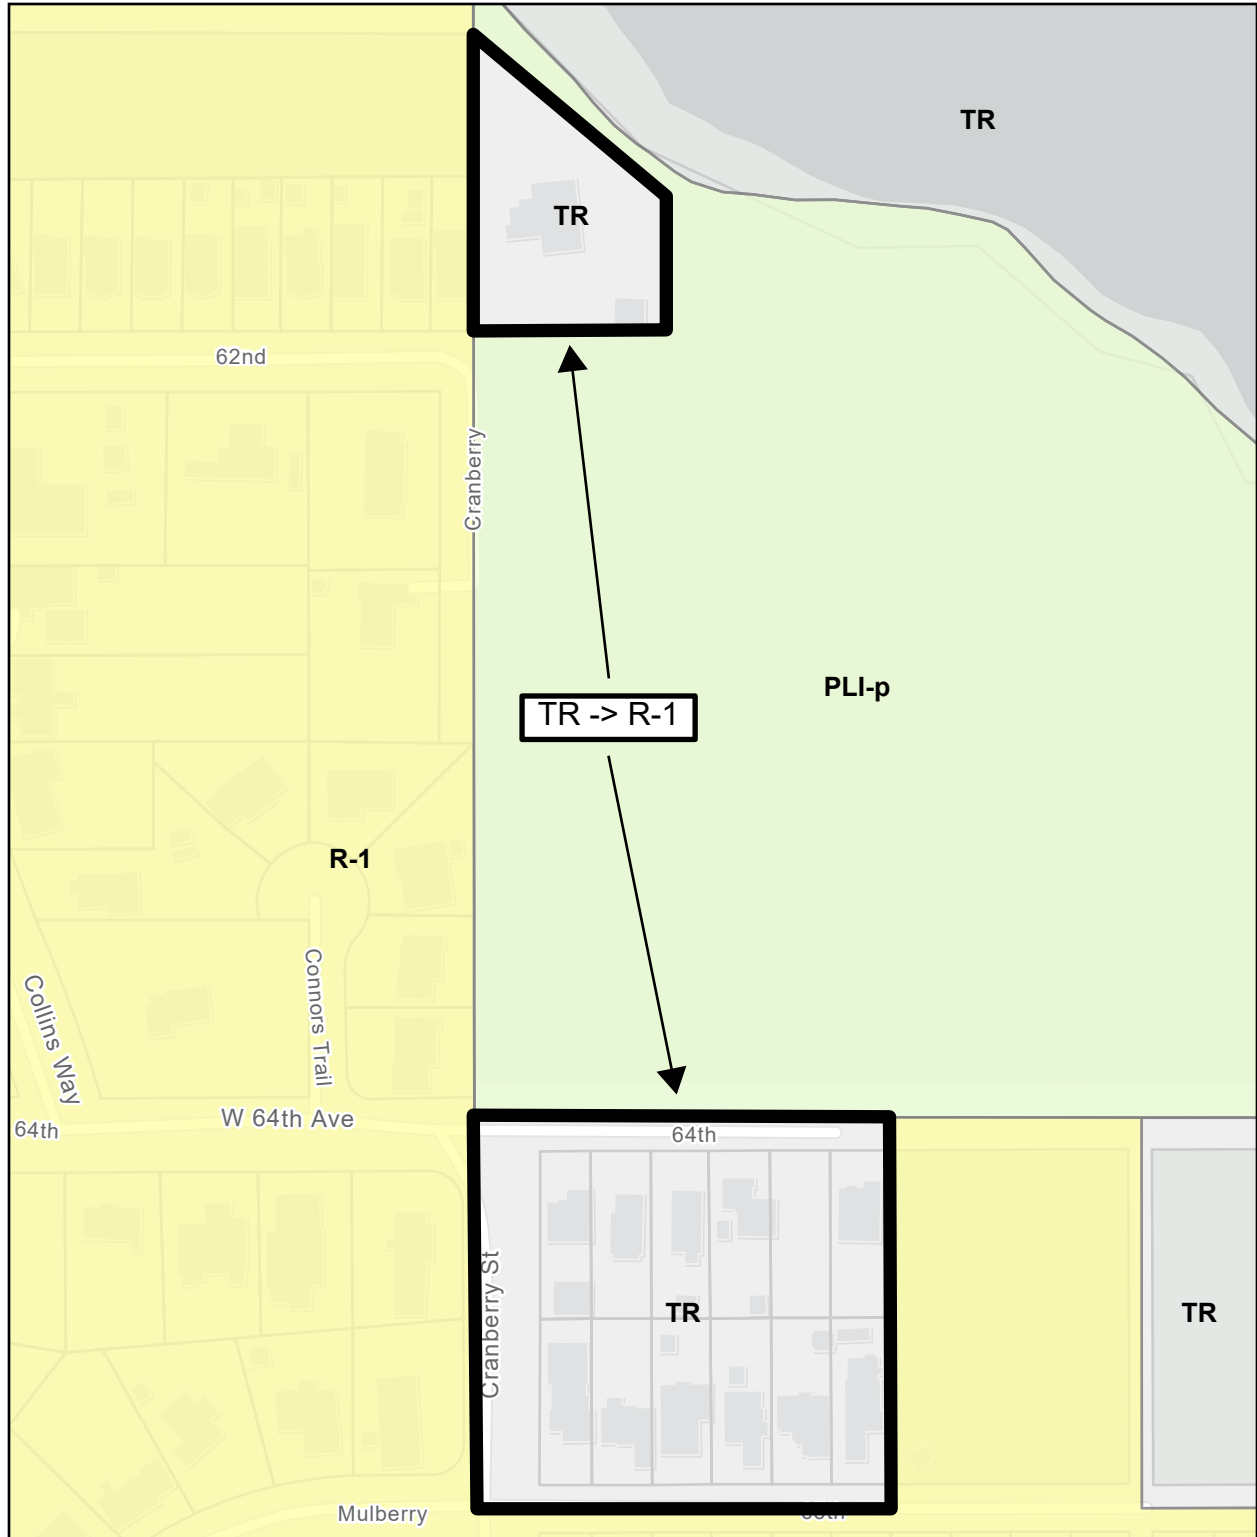 TR
TR
62nd
Cranberry
PLI-p
TR -> R-1
R-1
Connors Trail
Collins Way
W 64th Ave
64th
64th
Cranberry St
TR
TR
Mulberry